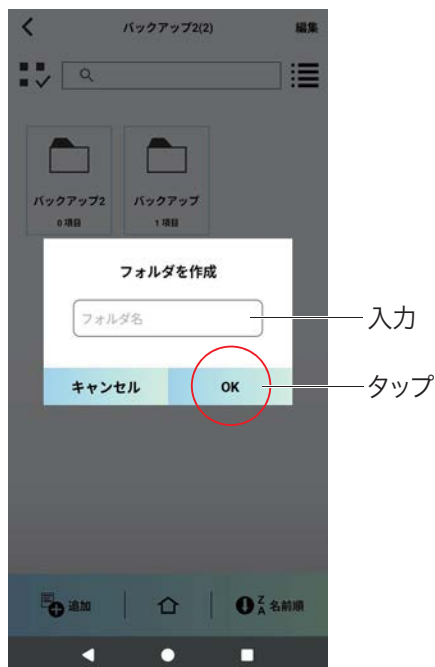 バックアップ2(2)
編集
バックアップ2
0 項目
バックアップ
1 項目
フォルダを作成
フォルダ名
入力
キャンセル
OK
タップ
追加
Z
A
名前順